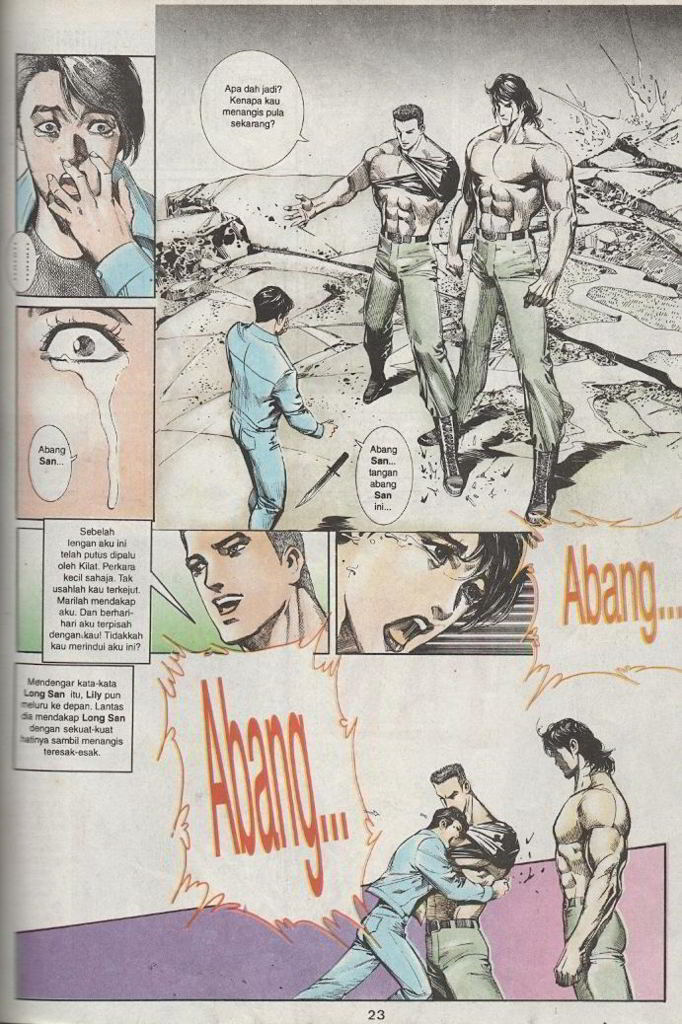 Apa dah jadi?
Kenapa kau
menangis pula
sekarang?
Abang
San...
Abang
San...
tangan
abang
San
ini...
Sebelah
lengan aku ini
telah putus dipalu
oleh Kilat. Perkara
kecil sahaja. Tak
usahlah terkejut.
Marilah mendakap
aku. Dan berhari-
hari aku terpisah
dengan kau! Tidakkah
kau merindui aku ini?
Abang...
Mendengar kata-kata
Long San itu, Lily pun
meluru ke depan. Lantas
dia mendakap Long San
dengan sekuat-kuat
hatinya sambil menangis
teresak-esak.
Abang...
23